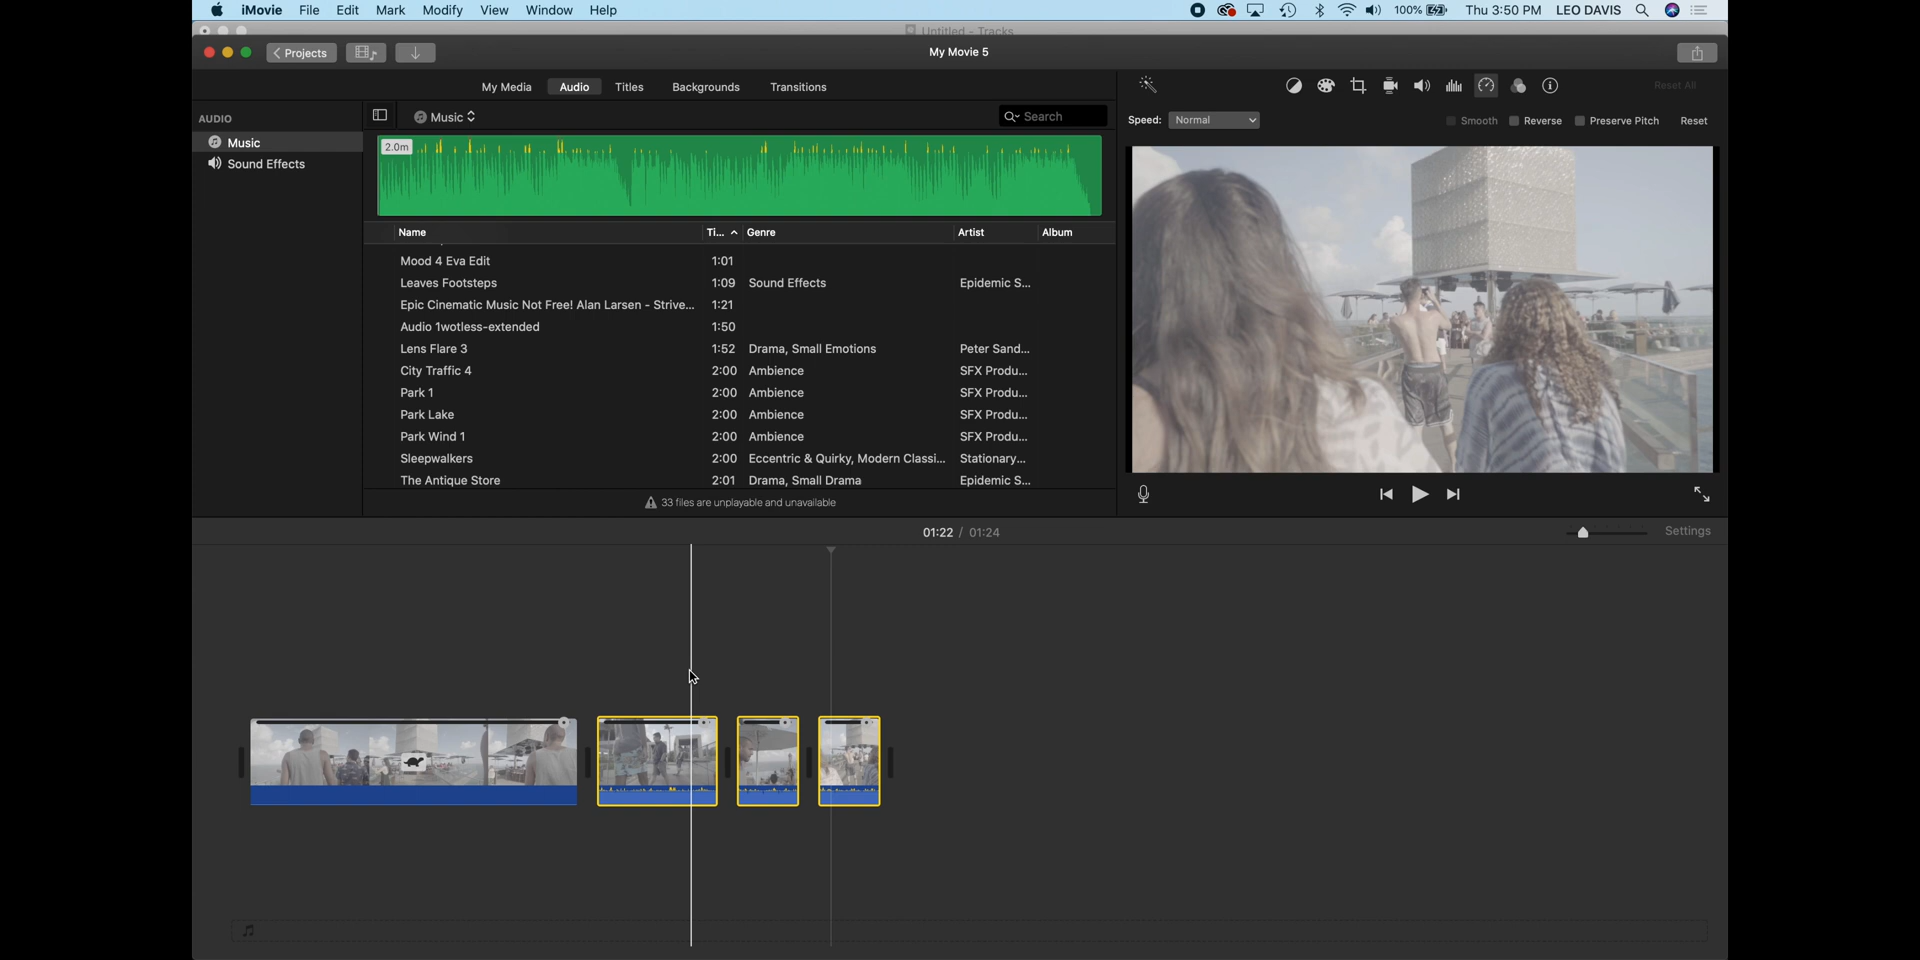 iMovie File Edit Mark Modify View Window Help 100% Thu 3:50 PM LEO DAVIS
Untitled - Tracks
Projects My Movie 5
My Media Audio Titles Backgrounds Transitions Reset All
AUDIO Music Search Speed: Normal Smooth Reverse Preserve Pitch Reset
Music
Sound Effects
2.0m
Name Ti... Genre Artist Album
Mood 4 Eva Edit 1:01
Leaves Footsteps 1:09 Sound Effects Epidemic S...
Epic Cinematic Music Not Free! Alan Larsen - Strive... 1:21
Audio 1wotless-extended 1:50
Lens Flare 3 1:52 Drama, Small Emotions Peter Sand...
City Traffic 4 2:00 Ambience SFX Produ...
Park 1 2:00 Ambience SFX Produ...
Park Lake 2:00 Ambience SFX Produ...
Park Wind 1 2:00 Ambience SFX Produ...
Sleepwalkers 2:00 Eccentric & Quirky, Modern Classi... Stationary...
The Antique Store 2:01 Drama, Small Drama Epidemic S...
33 files are unplayable and unavailable
01:22 / 01:24 Settings